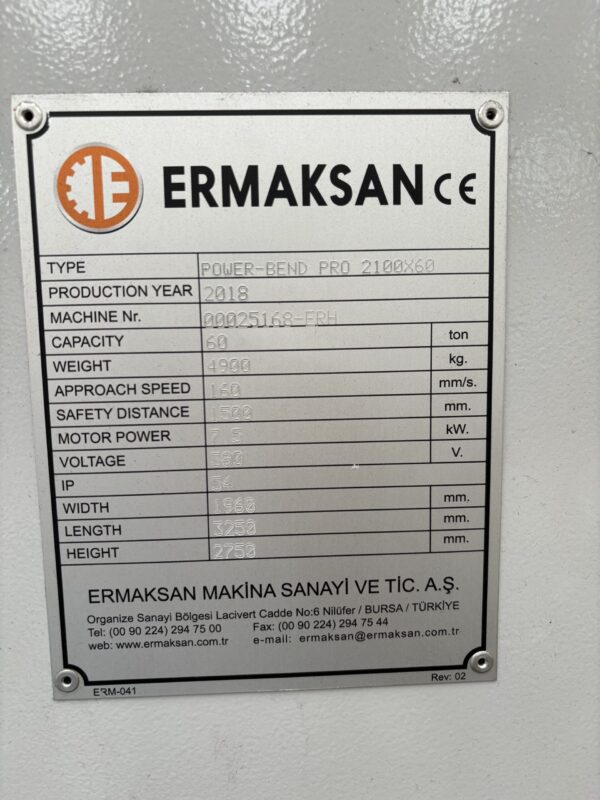 ERMAKSAN CE
TYPE POWER-BEND PRO 2100X60
PRODUCTION YEAR 2018
MACHINE Nr. 00025168-ERH
CAPACITY 60 ton
WEIGHT 4900 kg.
APPROACH SPEED 160 mm/s.
SAFETY DISTANCE 1500 mm.
MOTOR POWER 7.5 kW.
VOLTAGE 380 V.
IP 54
WIDTH 1960 mm.
LENGTH 3250 mm.
HEIGHT 2750 mm.
ERMAKSAN MAKİNA SANAYİ VE TİC. A.Ş.
Organize Sanayi Bölgesi Lacivert Cadde No:6 Nilüfer / BURSA / TÜRKİYE
Tel: (00 90 224) 294 75 00 Fax: (00 90 224) 294 75 44
web: www.ermaksan.com.tr e-mail: ermaksan@ermaksan.com.tr
ERM-041 Rev: 02